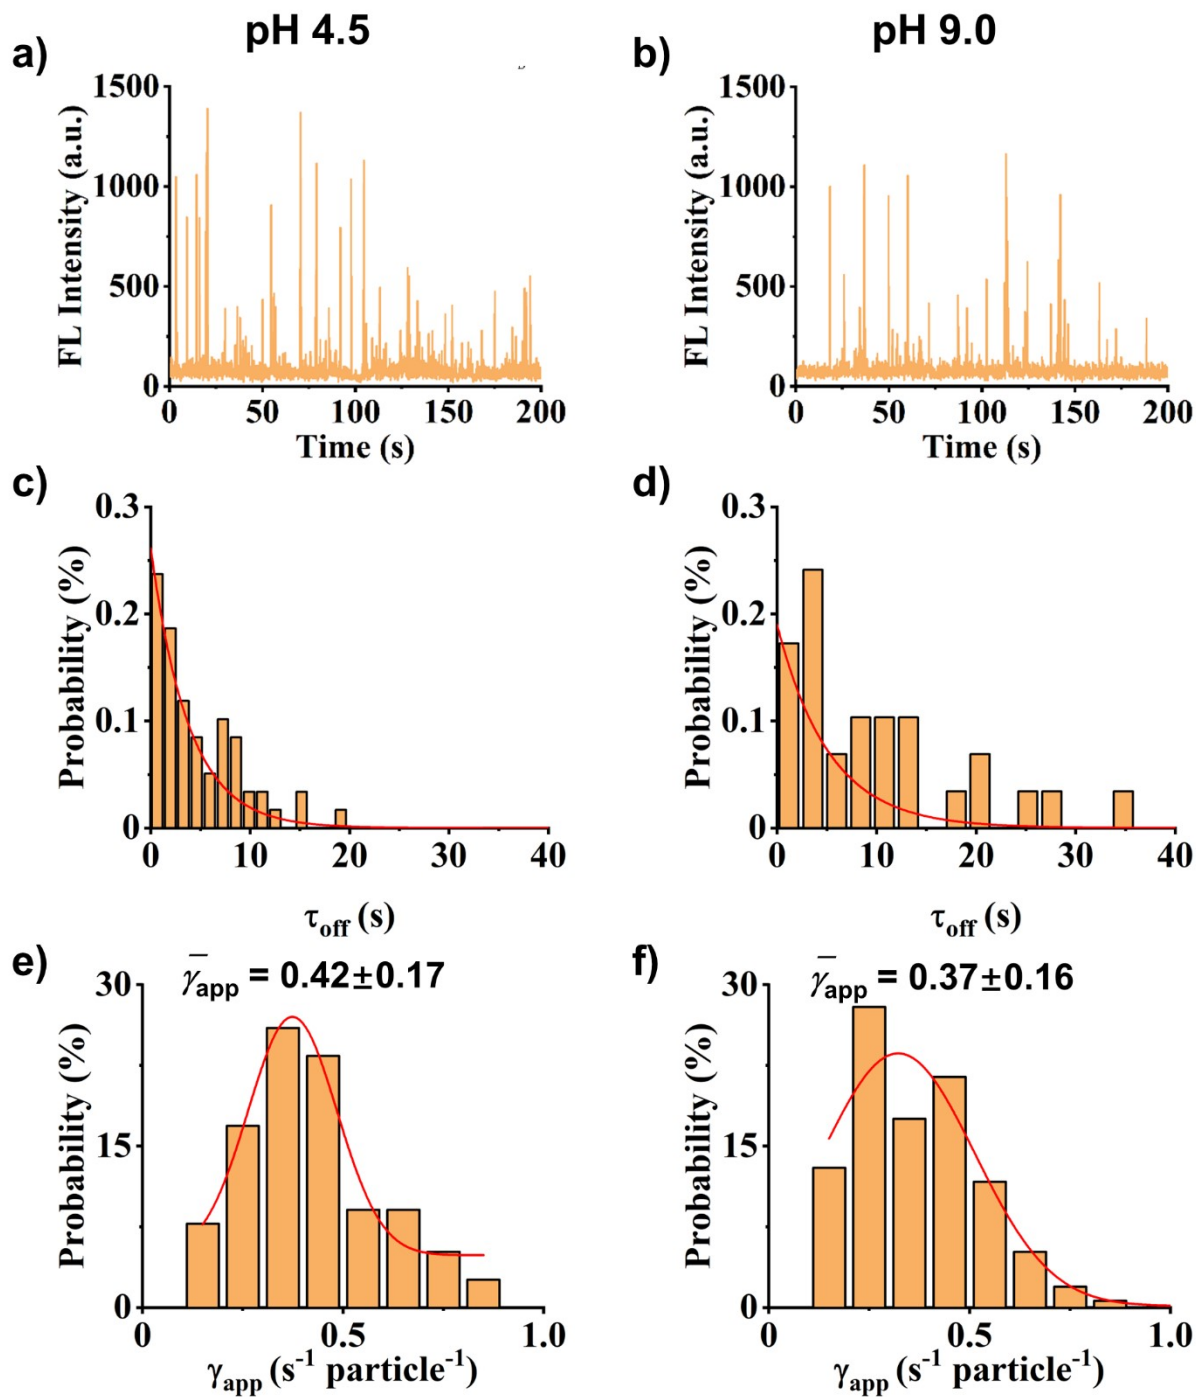 pH 4.5
pH 9.0
a)
b)
1500
1000
500
0
FL Intensity (a.u.)
0 50 100 150 200
Time (s)
1500
1000
500
0
FL Intensity (a.u.)
0 50 100 150 200
Time (s)
c)
d)
0.3
0.2
0.1
0
Probability (%)
0 10 20 30 40
τoff (s)
0.3
0.2
0.1
0
Probability (%)
0 10 20 30 40
τoff (s)
e)
f)
γ̄app = 0.42±0.17
30
15
0
Probability (%)
0 0.5 1.0
γapp (s⁻¹ particle⁻¹)
γ̄app = 0.37±0.16
30
15
0
Probability (%)
0 0.5 1.0
γapp (s⁻¹ particle⁻¹)